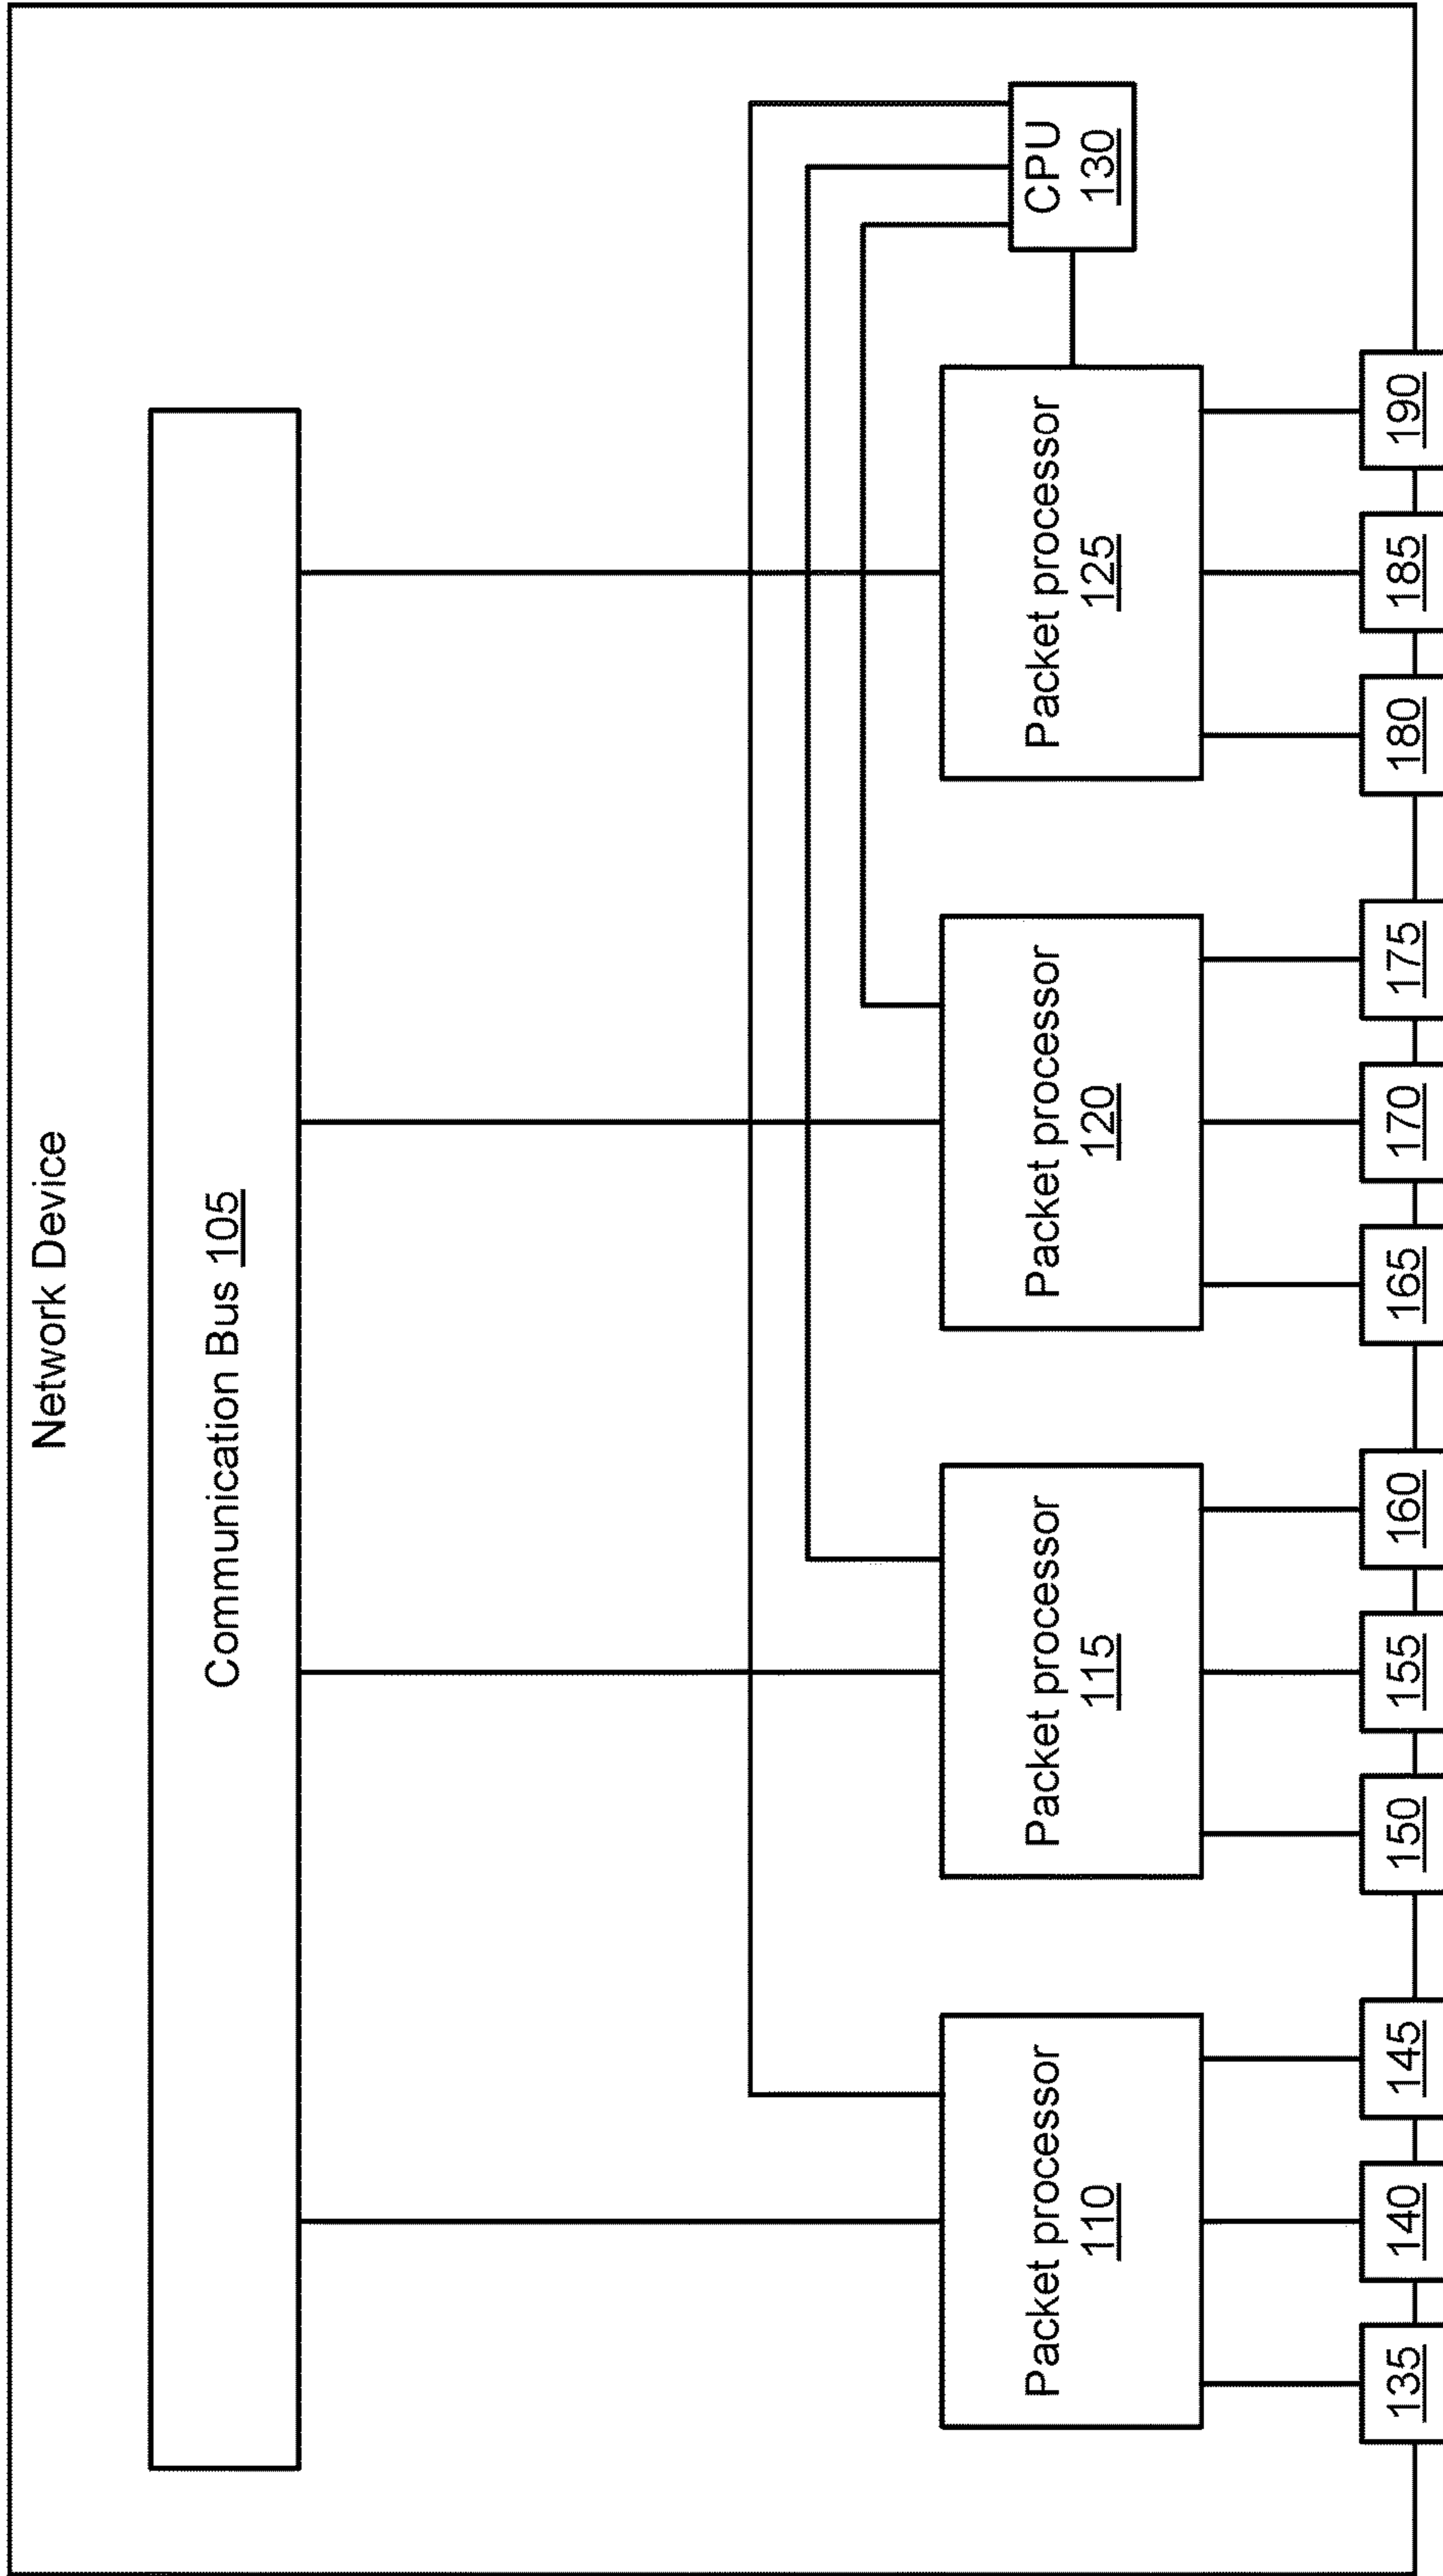 Network Device
Communication Bus 105
Packet processor
110
Packet processor
115
Packet processor
120
Packet processor
125
CPU
130
135
140
145
150
155
160
165
170
175
180
185
190